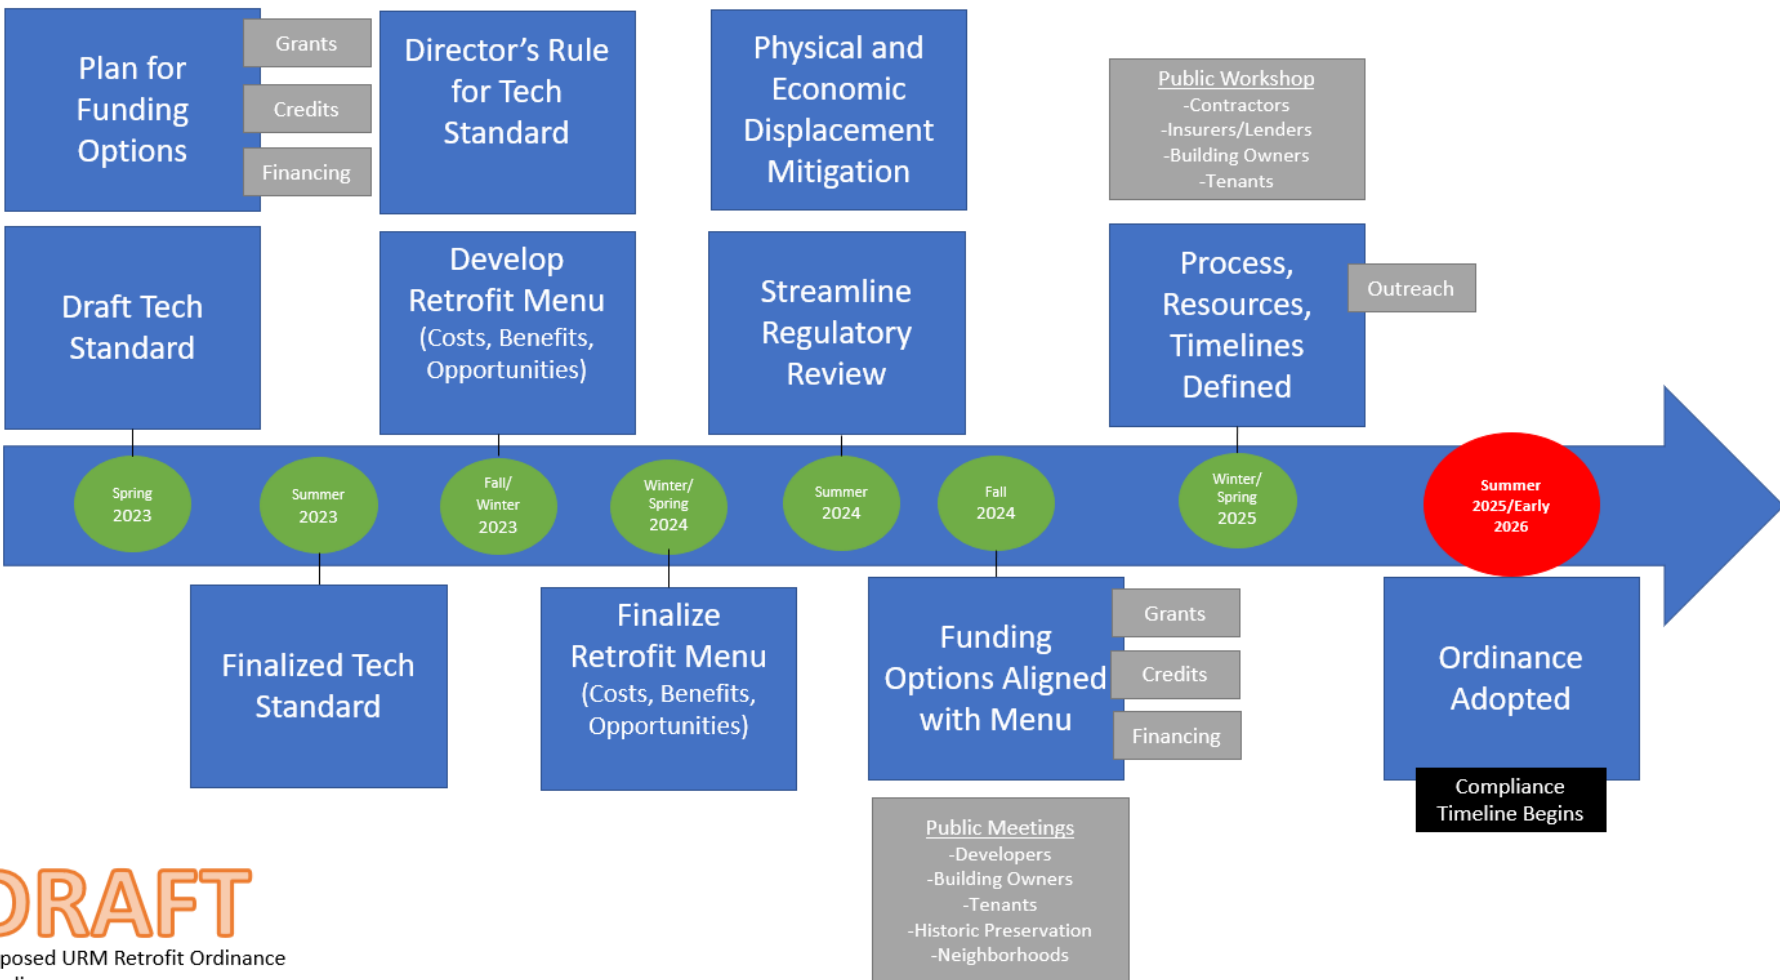 Plan for
Funding
Options
Grants
Credits
Financing
Director’s Rule
for Tech
Standard
Physical and
Economic
Displacement
Mitigation
Public Workshop
-Contractors
-Insurers/Lenders
-Building Owners
-Tenants
Draft Tech
Standard
Develop
Retrofit Menu
(Costs, Benefits,
Opportunities)
Streamline
Regulatory
Review
Process,
Resources,
Timelines
Defined
Outreach
Spring
2023
Summer
2023
Fall/
Winter
2023
Winter/
Spring
2024
Summer
2024
Fall
2024
Winter/
Spring
2025
Summer
2025/Early
2026
Finalized Tech
Standard
Finalize
Retrofit Menu
(Costs, Benefits,
Opportunities)
Funding
Options Aligned
with Menu
Grants
Credits
Financing
Ordinance
Adopted
Compliance
Timeline Begins
Public Meetings
-Developers
-Building Owners
-Tenants
-Historic Preservation
-Neighborhoods
DRAFT
posed URM Retrofit Ordinance